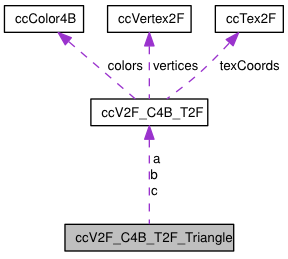 ccColor4B ccVertex2F ccTex2F
colors vertices texCoords
ccV2F_C4B_T2F
a
b
c
ccV2F_C4B_T2F_Triangle